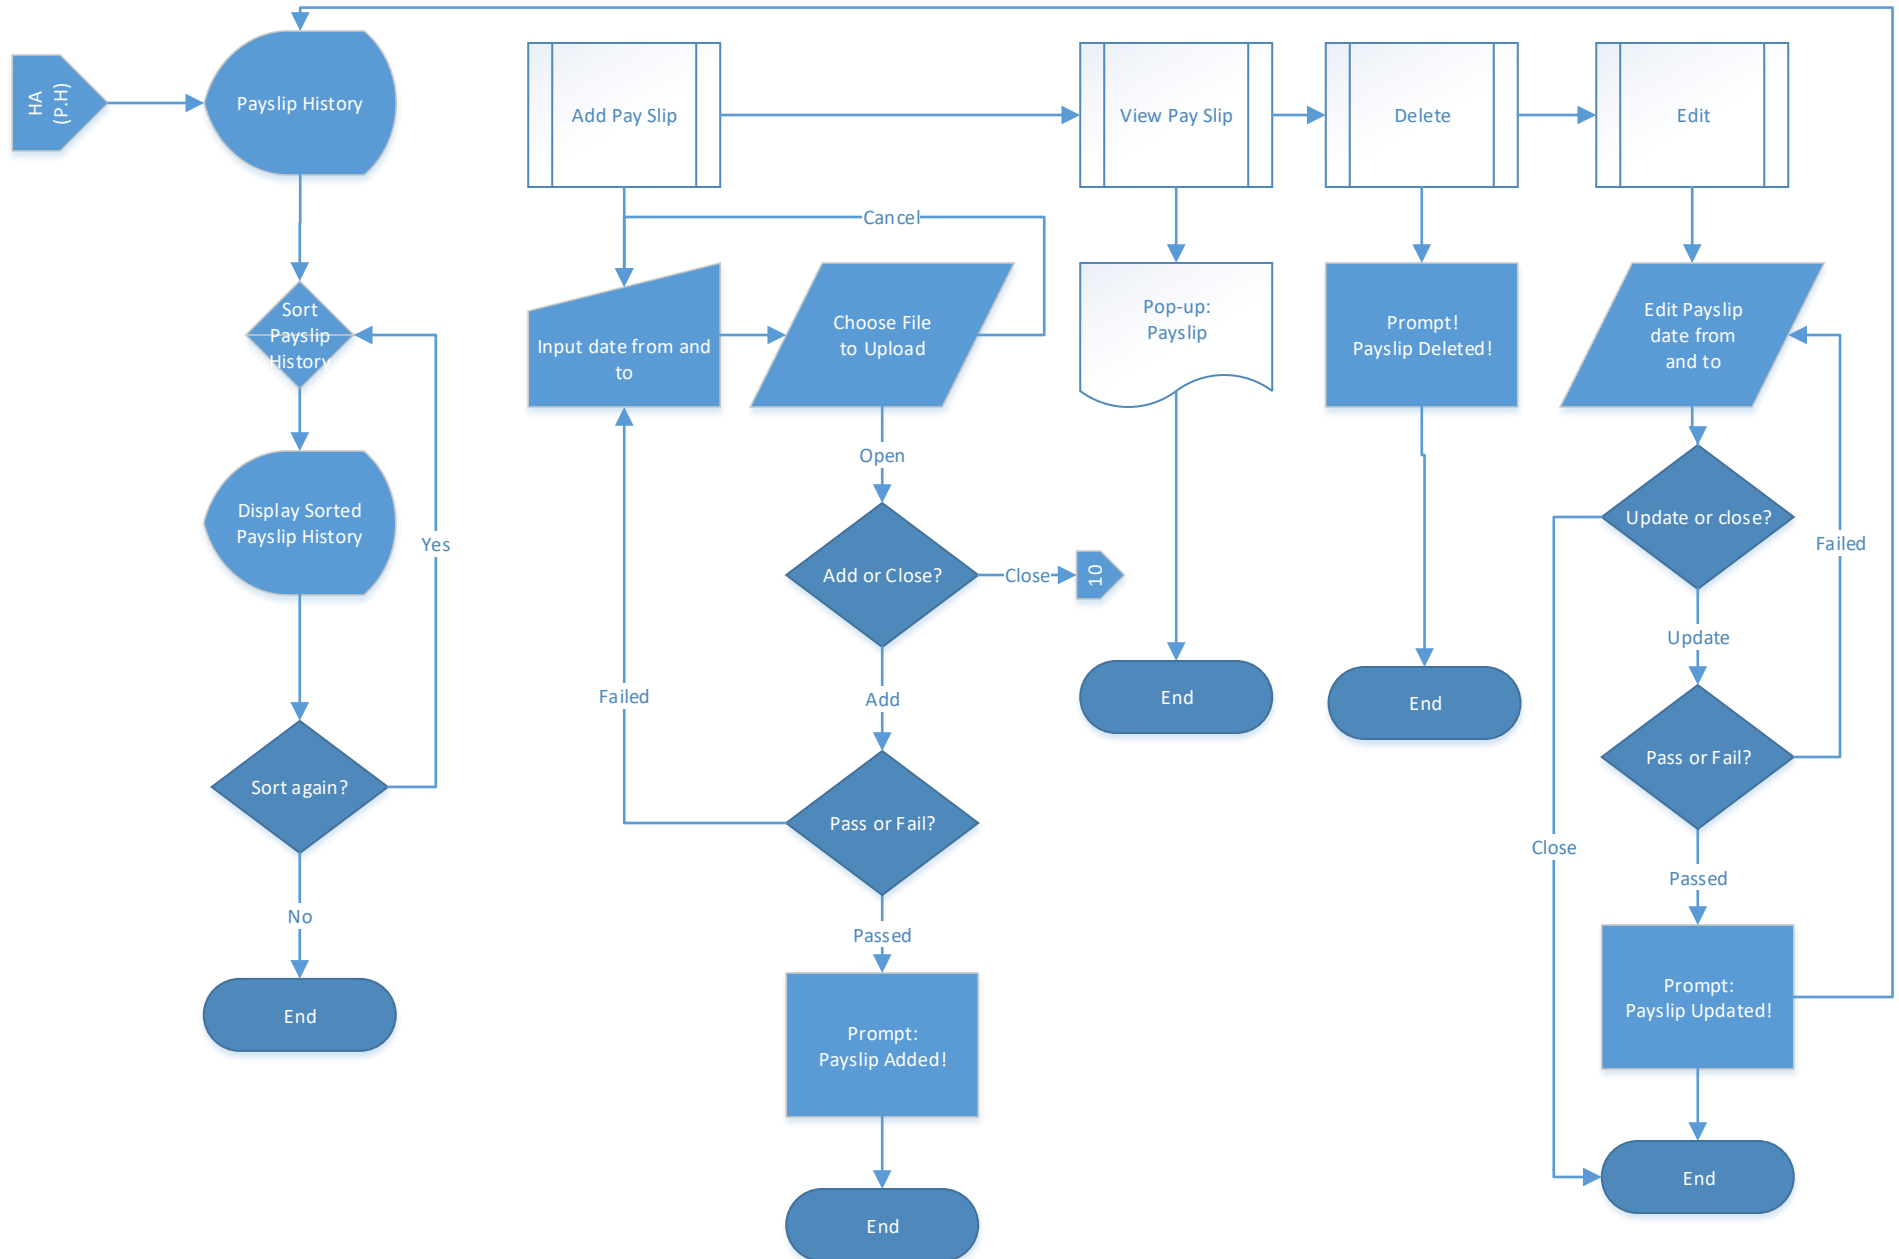 HA
(P.H)
Payslip History
Add Pay Slip
View Pay Slip
Delete
Edit
Cancel
Sort
Payslip
History
Input date from and
to
Choose File
to Upload
Pop-up:
Payslip
Prompt!
Payslip Deleted!
Edit Payslip
date from
and to
Open
Display Sorted
Payslip History
Yes
Add or Close?
Close
10
Update or close?
Failed
Update
Failed
Add
End
End
Sort again?
Pass or Fail?
Pass or Fail?
Close
No
Passed
Passed
End
Prompt:
Payslip Added!
Prompt:
Payslip Updated!
End
End